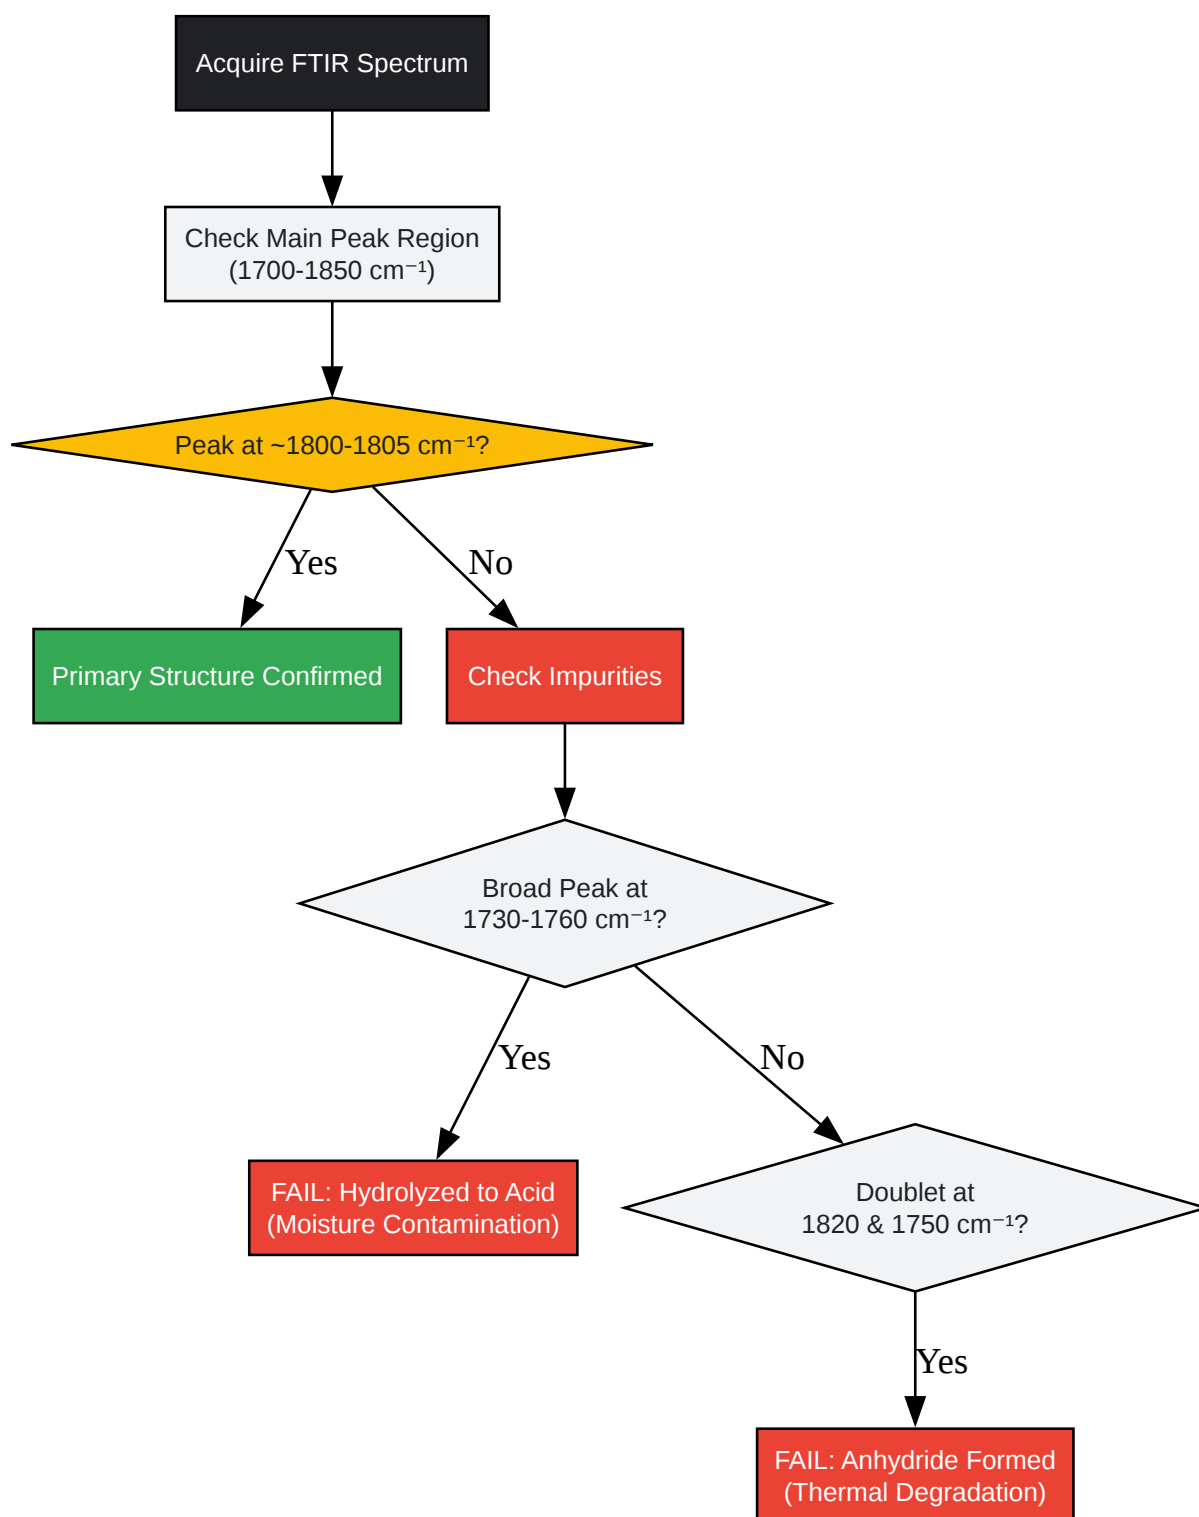 Acquire FTIR Spectrum
Check Main Peak Region
(1700-1850 cm⁻¹)
Peak at ~1800-1805 cm⁻¹?
Yes
No
Primary Structure Confirmed
Check Impurities
Broad Peak at
1730-1760 cm⁻¹?
Yes
No
FAIL: Hydrolyzed to Acid
(Moisture Contamination)
Doublet at
1820 & 1750 cm⁻¹?
Yes
FAIL: Anhydride Formed
(Thermal Degradation)